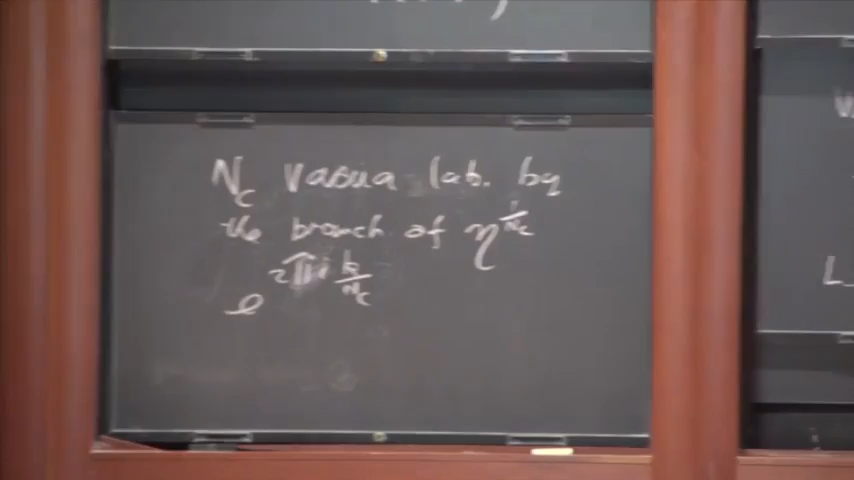 N_c vacua lab. by
the branch of η^{1/N_c}
e^{2πi k/N_c}